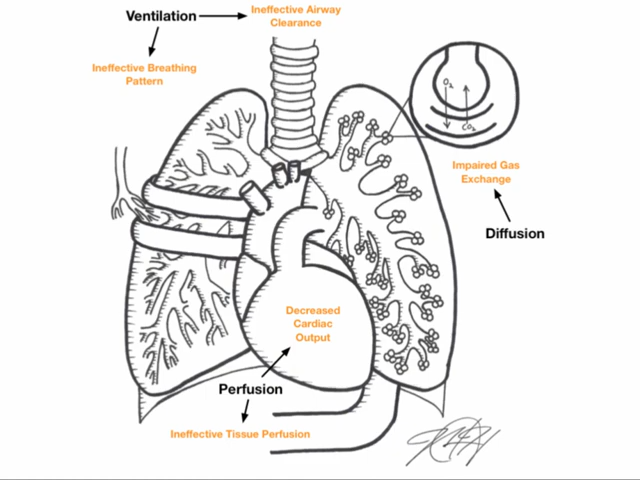 Ventilation
Ineffective Airway
Clearance
Ineffective Breathing
Pattern
O₂
CO₂
Impaired Gas
Exchange
Diffusion
Decreased
Cardiac
Output
Perfusion
Ineffective Tissue Perfusion